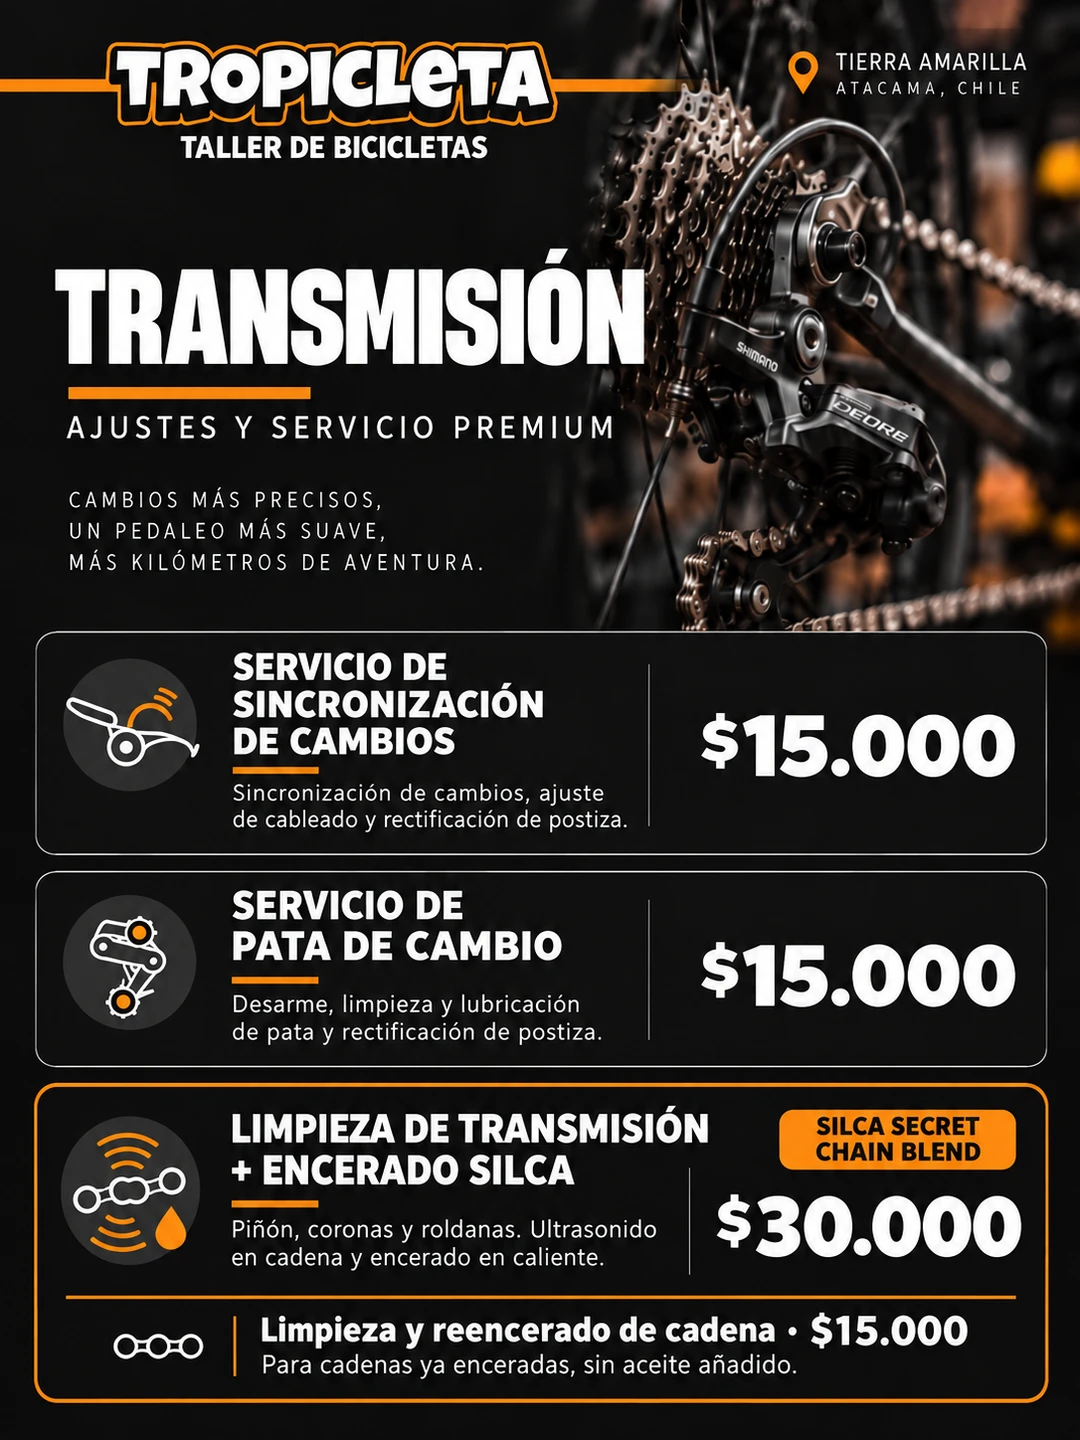 TROPICLETA
TALLER DE BICICLETAS
TIERRA AMARILLA
ATACAMA, CHILE
TRANSMISIÓN
AJUSTES Y SERVICIO PREMIUM
CAMBIOS MÁS PRECISOS,
UN PEDALEO MÁS SUAVE,
MÁS KILÓMETROS DE AVENTURA.
SHIMANO
DEORE
SERVICIO DE
SINCRONIZACIÓN
DE CAMBIOS
Sincronización de cambios, ajuste
de cableado y rectificación de postiza.
$15.000
SERVICIO DE
PATA DE CAMBIO
Desarme, limpieza y lubricación
de pata y rectificación de postiza.
$15.000
LIMPIEZA DE TRANSMISIÓN
+ ENCERADO SILCA
Piñón, coronas y roldanas. Ultrasonido
en cadena y encerado en caliente.
SILCA SECRET
CHAIN BLEND
$30.000
Limpieza y reencerado de cadena • $15.000
Para cadenas ya enceradas, sin aceite añadido.